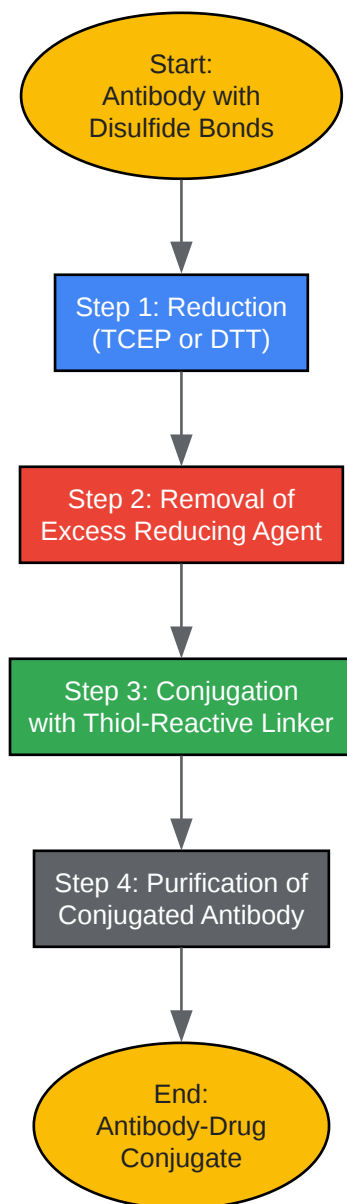 Start:
Antibody with
Disulfide Bonds
Step 1: Reduction
(TCEP or DTT)
Step 2: Removal of
Excess Reducing Agent
Step 3: Conjugation
with Thiol-Reactive Linker
Step 4: Purification of
Conjugated Antibody
End:
Antibody-Drug
Conjugate